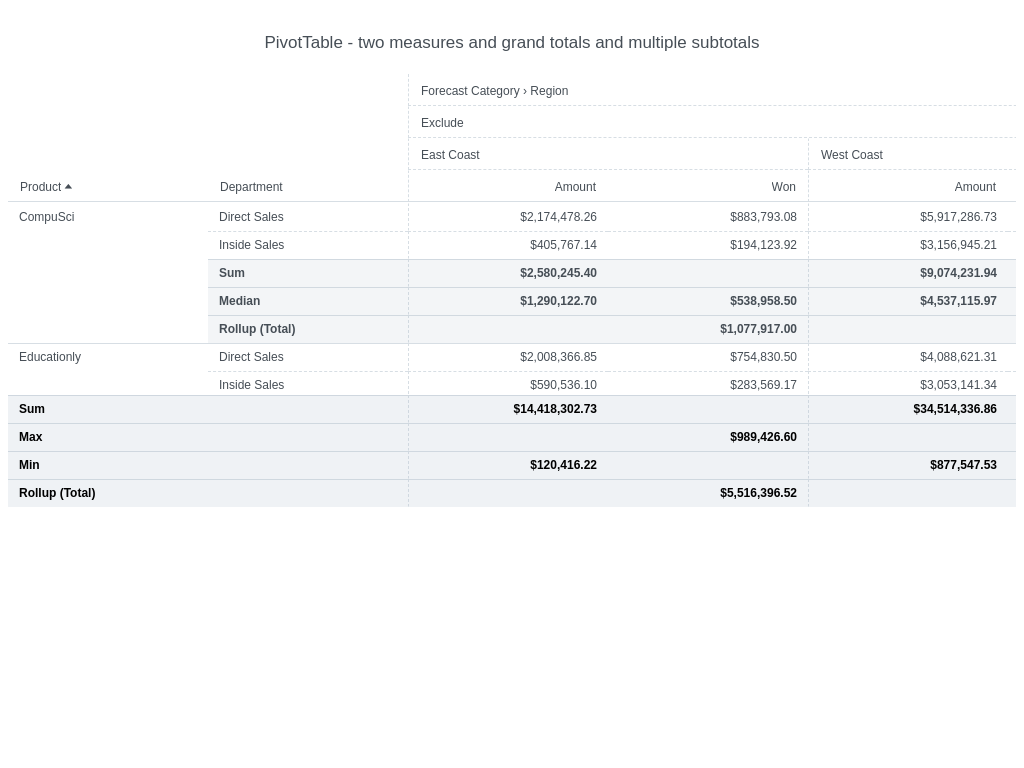 PivotTable - two measures and grand totals and multiple subtotals
Forecast Category › Region
Exclude
East Coast West Coast
Product Department Amount Won Amount
CompuSci Direct Sales $2,174,478.26 $883,793.08 $5,917,286.73
Inside Sales $405,767.14 $194,123.92 $3,156,945.21
Sum $2,580,245.40 $9,074,231.94
Median $1,290,122.70 $538,958.50 $4,537,115.97
Rollup (Total) $1,077,917.00
Educationly Direct Sales $2,008,366.85 $754,830.50 $4,088,621.31
Inside Sales $590,536.10 $283,569.17 $3,053,141.34
Sum $14,418,302.73 $34,514,336.86
Max $989,426.60
Min $120,416.22 $877,547.53
Rollup (Total) $5,516,396.52